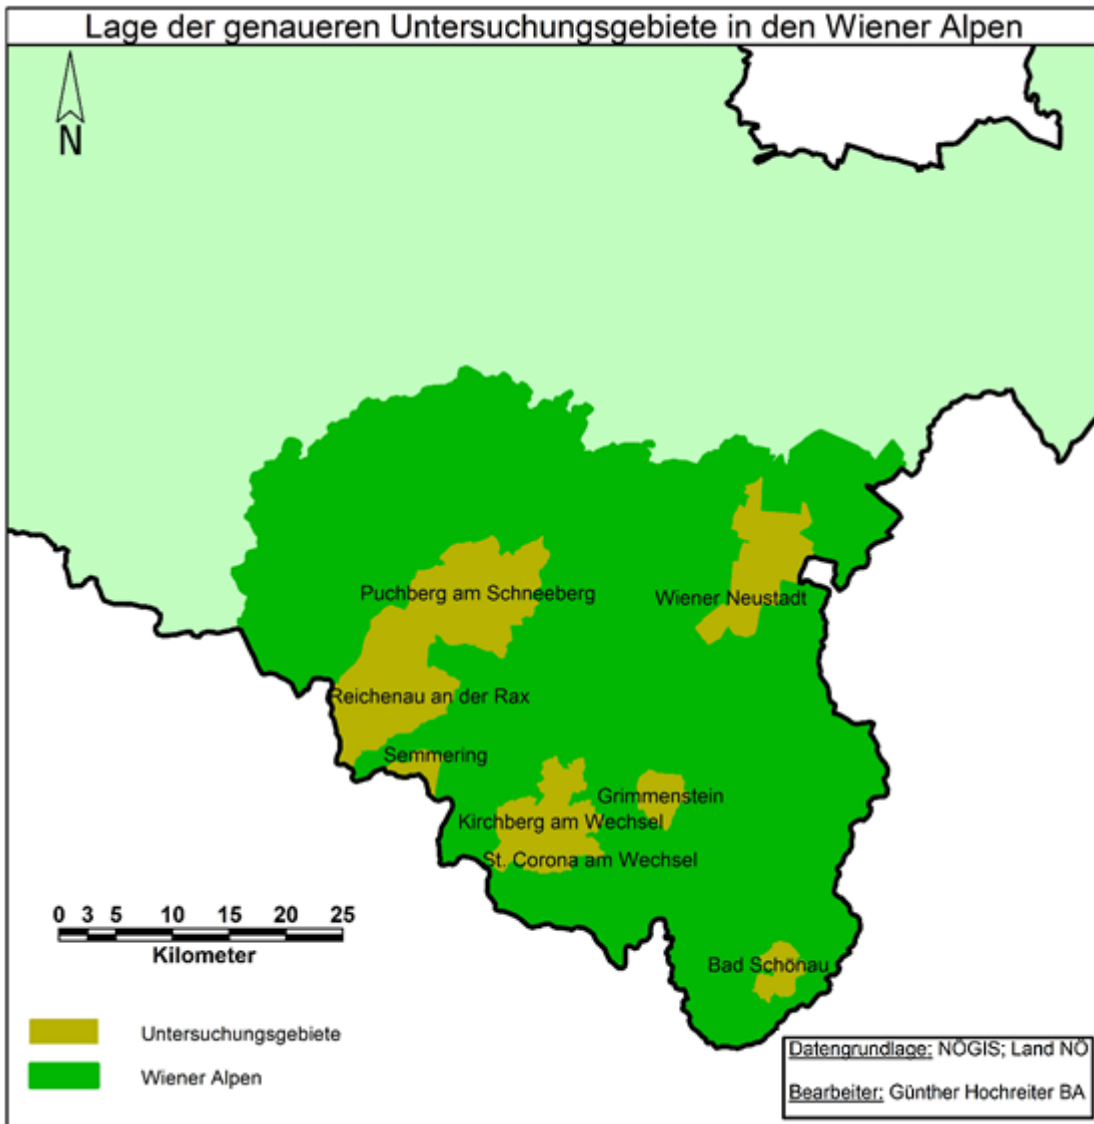 Lage der genaueren Untersuchungsgebiete in den Wiener Alpen
N
Puchberg am Schneeberg
Wiener Neustadt
Reichenau an der Rax
Semmering
Grimmenstein
Kirchberg am Wechsel
St. Corona am Wechsel
0 3 5 10 15 20 25
Kilometer
Bad Schönau
Untersuchungsgebiete
Wiener Alpen
Datengrundlage: NÖGIS; Land NÖ
Bearbeiter: Günther Hochreiter BA